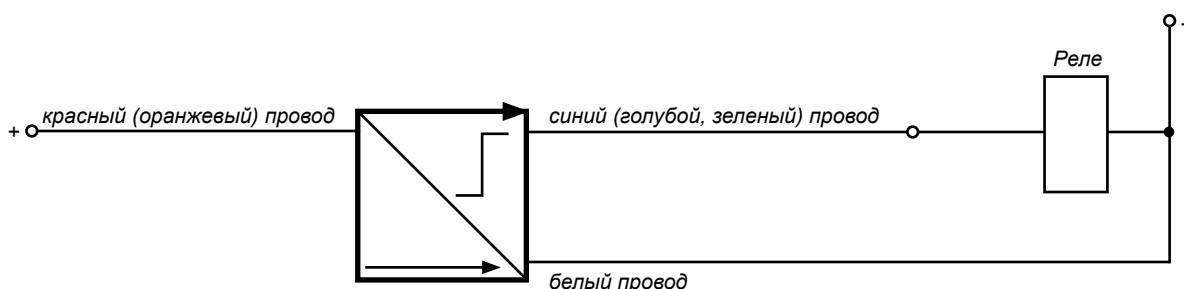 -
Реле
красный (оранжевый) провод
синий (голубой, зеленый) провод
+
белый провод